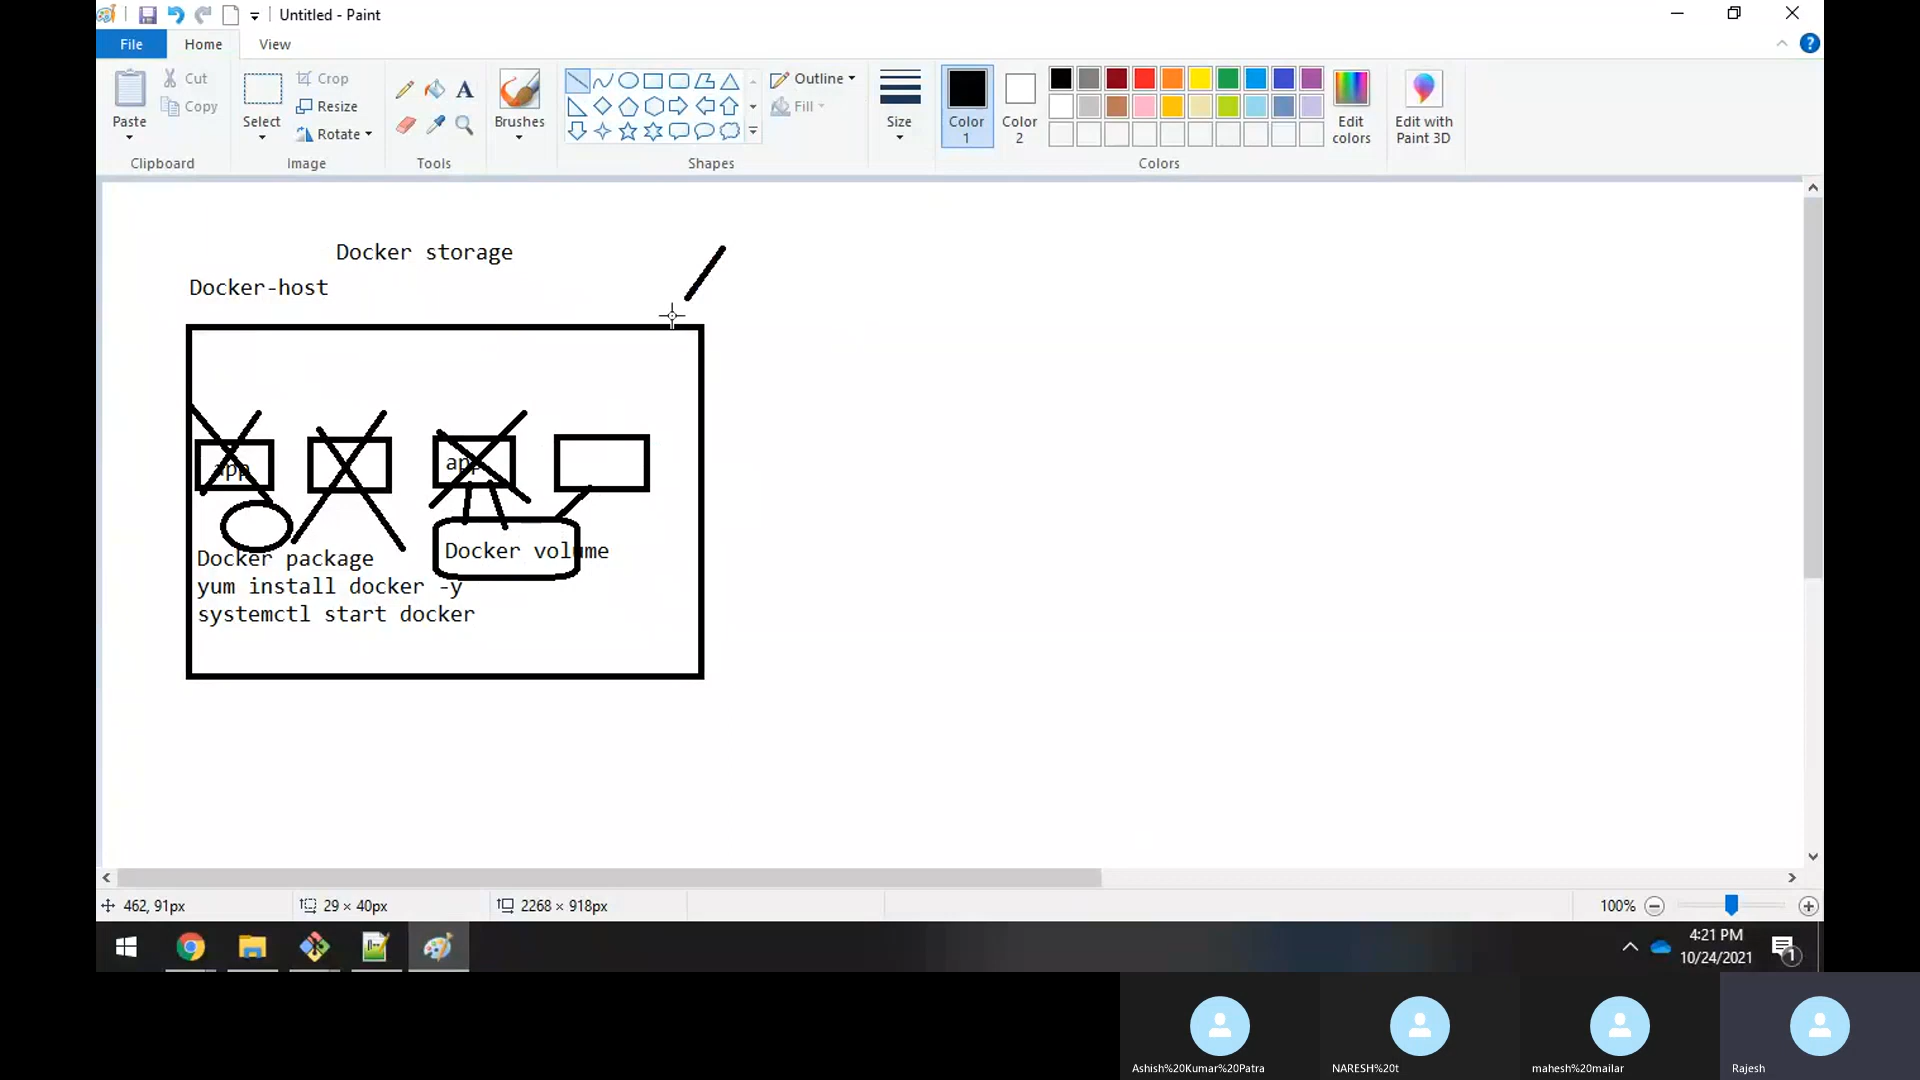 Untitled - Paint
File Home View
Paste Cut Copy
Clipboard
Select Crop Resize Rotate
Image
A
Tools
Brushes
Shapes
Outline Fill
Size
Color 1
Color 2
Edit colors
Colors
Edit with Paint 3D
Docker storage
Docker-host
app
app
Docker volume
Docker package
yum install docker -y
systemctl start docker
462, 91px 29 × 40px 2268 × 918px 100%
4:21 PM
10/24/2021
1
Ashish%20Kumar%20Patra NARESH%20t mahesh%20mailar Rajesh